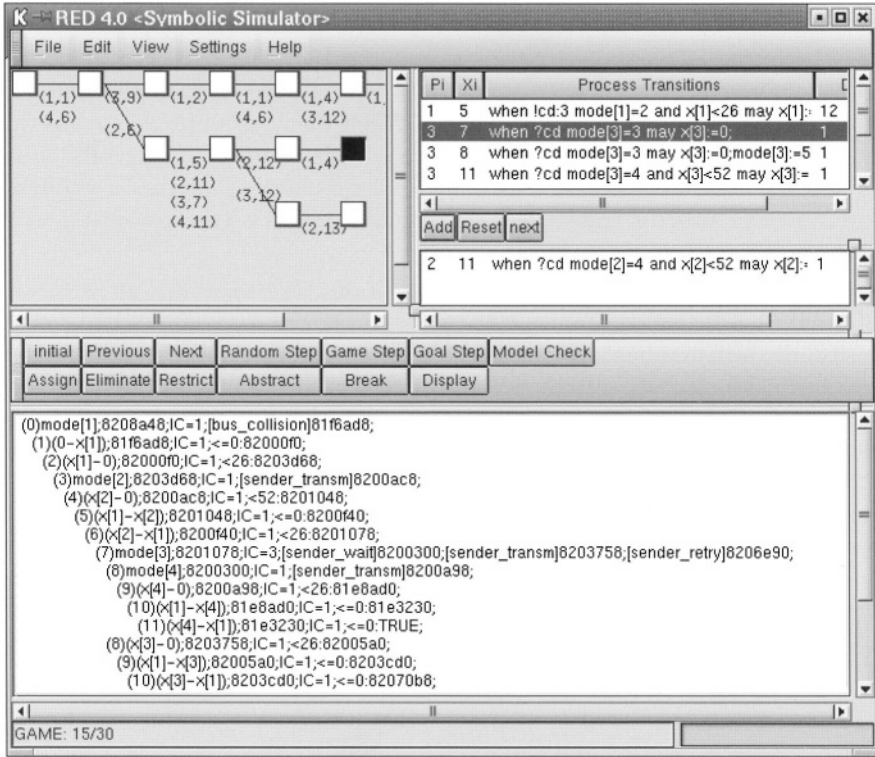 RED 4.0 <Symbolic Simulator>
File Edit View Settings Help
(1,1) (3,9) (1,2) (1,1) (1,4) (1,
(4,6) (4,6) (3,12)
(2,6)
(1,5) (2,12) (1,4)
(2,11)
(3,7) (3,12)
(4,11) (2,13)
Pi Xi Process Transitions
1 5 when !cd:3 mode[1]=2 and x[1]<26 may x[1]: 12
3 7 when ?cd mode[3]=3 may x[3]:=0; 1
3 8 when ?cd mode[3]=3 may x[3]:=0;mode[3]:=5 1
3 11 when ?cd mode[3]=4 and x[3]<52 may x[3]:= 1
Add Reset next
2 11 when ?cd mode[2]=4 and x[2]<52 may x[2]:= 1
initial Previous Next Random Step Game Step Goal Step Model Check
Assign Eliminate Restrict Abstract Break Display
(0)mode[1];8208a48;IC=1;[bus_collision]81f6ad8;
(1)(0-x[1]);81f6ad8;IC=1;<=0:82000f0;
(2)(x[1]-0);82000f0;IC=1;<26:8203d68;
(3)mode[2];8203d68;IC=1;[sender_transm]8200ac8;
(4)(x[2]-0);8200ac8;IC=1;<52:8201048;
(5)(x[1]-x[2]);8201048;IC=1;<=0:8200f40;
(6)(x[2]-x[1]);8200f40;IC=1;<26:8201078;
(7)mode[3];8201078;IC=3;[sender_wait]8200300;[sender_transm]8203758;[sender_retry]8206e90;
(8)mode[4];8200300;IC=1;[sender_transm]8200a98;
(9)(x[4]-0);8200a98;IC=1;<26:81e8ad0;
(10)(x[1]-x[4]);81e8ad0;IC=1;<=0:81e3230;
(11)(x[4]-x[1]);81e3230;IC=1;<=0:TRUE;
(8)(x[3]-0);8203758;IC=1;<26:82005a0;
(9)(x[1]-x[3]);82005a0;IC=1;<=0:8203cd0;
(10)(x[3]-x[1]);8203cd0;IC=1;<=0:82070b8;
GAME: 15/30